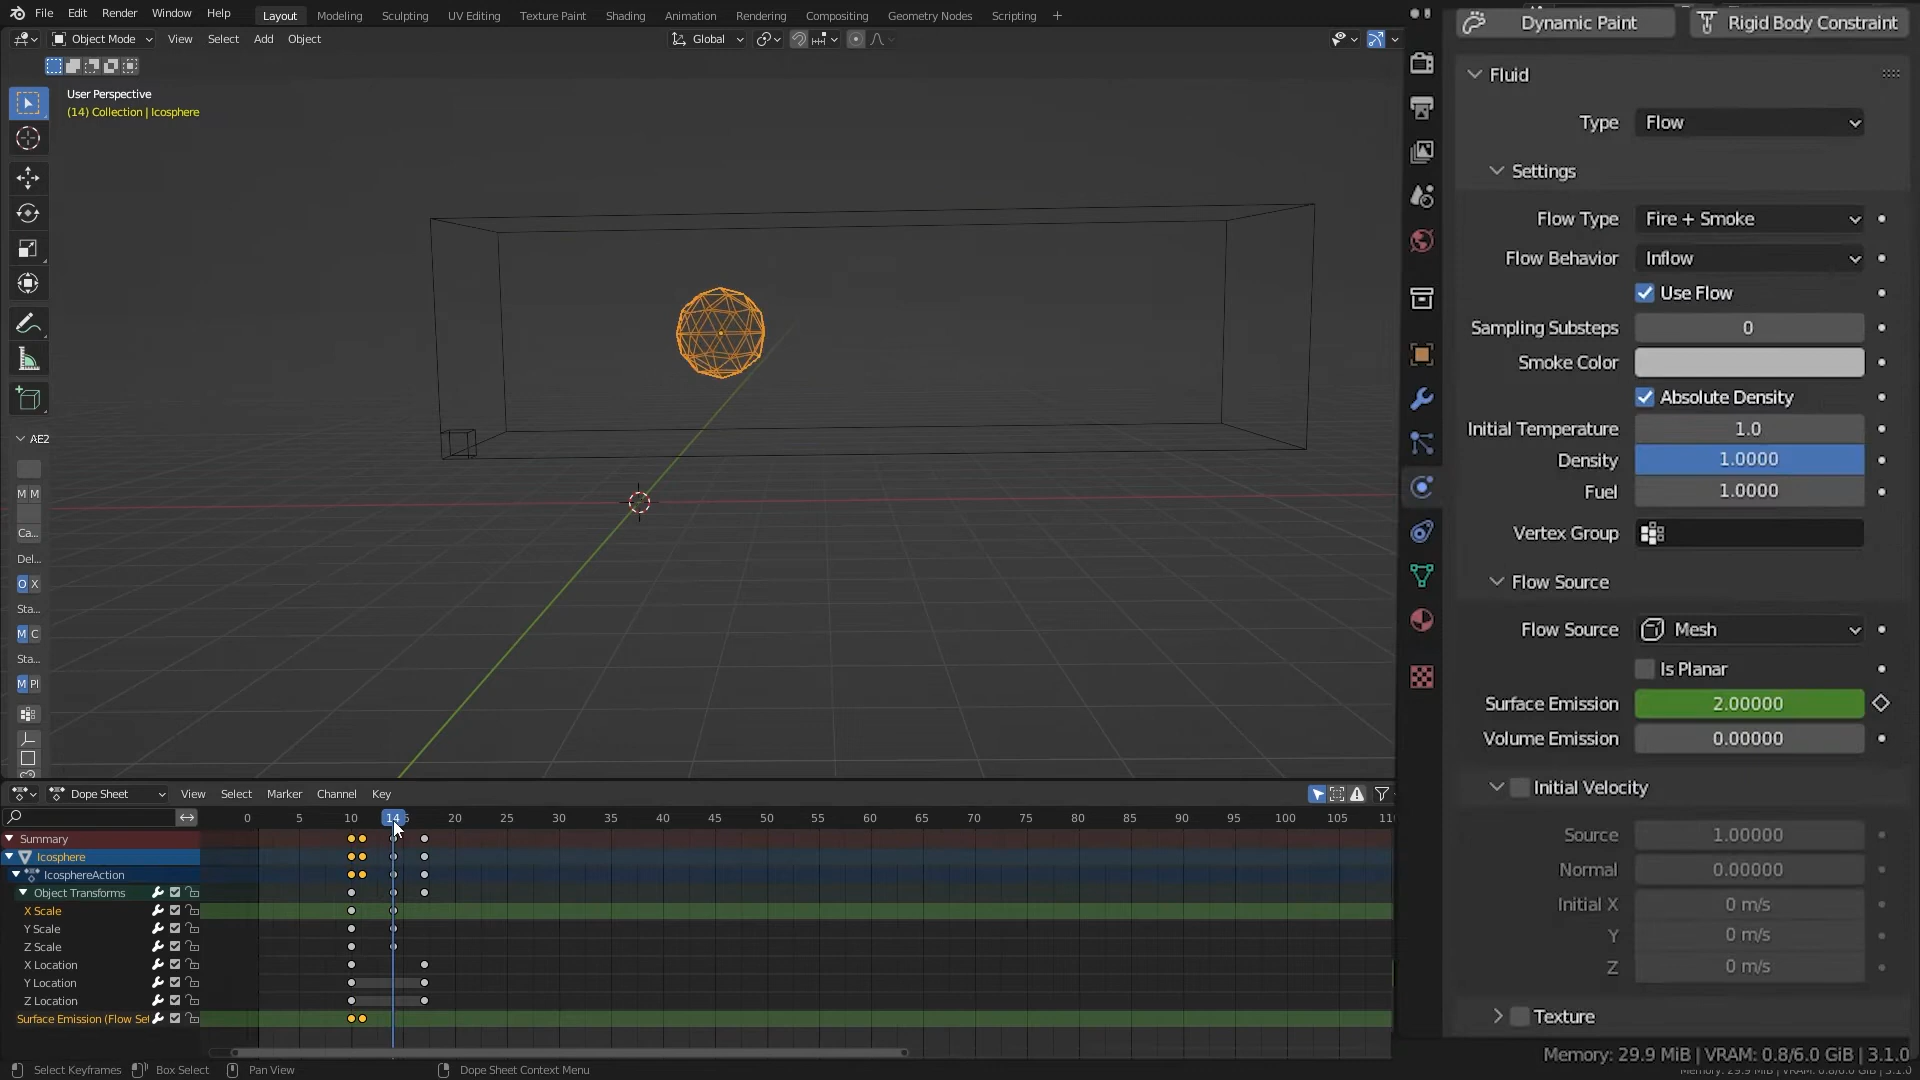 File Edit Render Window Help Layout Modeling Sculpting UV Editing Texture Paint Shading Animation Rendering Compositing Geometry Nodes Scripting +
Object Mode View Select Add Object Global
User Perspective
(14) Collection | Icosphere
AE2
M M
Ca...
Del...
O X
Sta...
M C
Sta...
M Pl
Dynamic Paint Rigid Body Constraint
Fluid
Type Flow
Settings
Flow Type Fire + Smoke
Flow Behavior Inflow
Use Flow
Sampling Substeps 0
Smoke Color
Absolute Density
Initial Temperature 1.0
Density 1.0000
Fuel 1.0000
Vertex Group
Flow Source
Flow Source Mesh
Is Planar
Surface Emission 2.00000
Volume Emission 0.00000
Initial Velocity
Source 1.00000
Normal 0.00000
Initial X 0 m/s
Y 0 m/s
Z 0 m/s
Texture
Memory: 29.9 MiB | VRAM: 0.8/6.0 GiB | 3.1.0
Dope Sheet View Select Marker Channel Key
0 5 10 14 20 25 30 35 40 45 50 55 60 65 70 75 80 85 90 95 100 105
Summary
Icosphere
IcosphereAction
Object Transforms
X Scale
Y Scale
Z Scale
X Location
Y Location
Z Location
Surface Emission (Flow Set
Select Keyframes Box Select Pan View Dope Sheet Context Menu